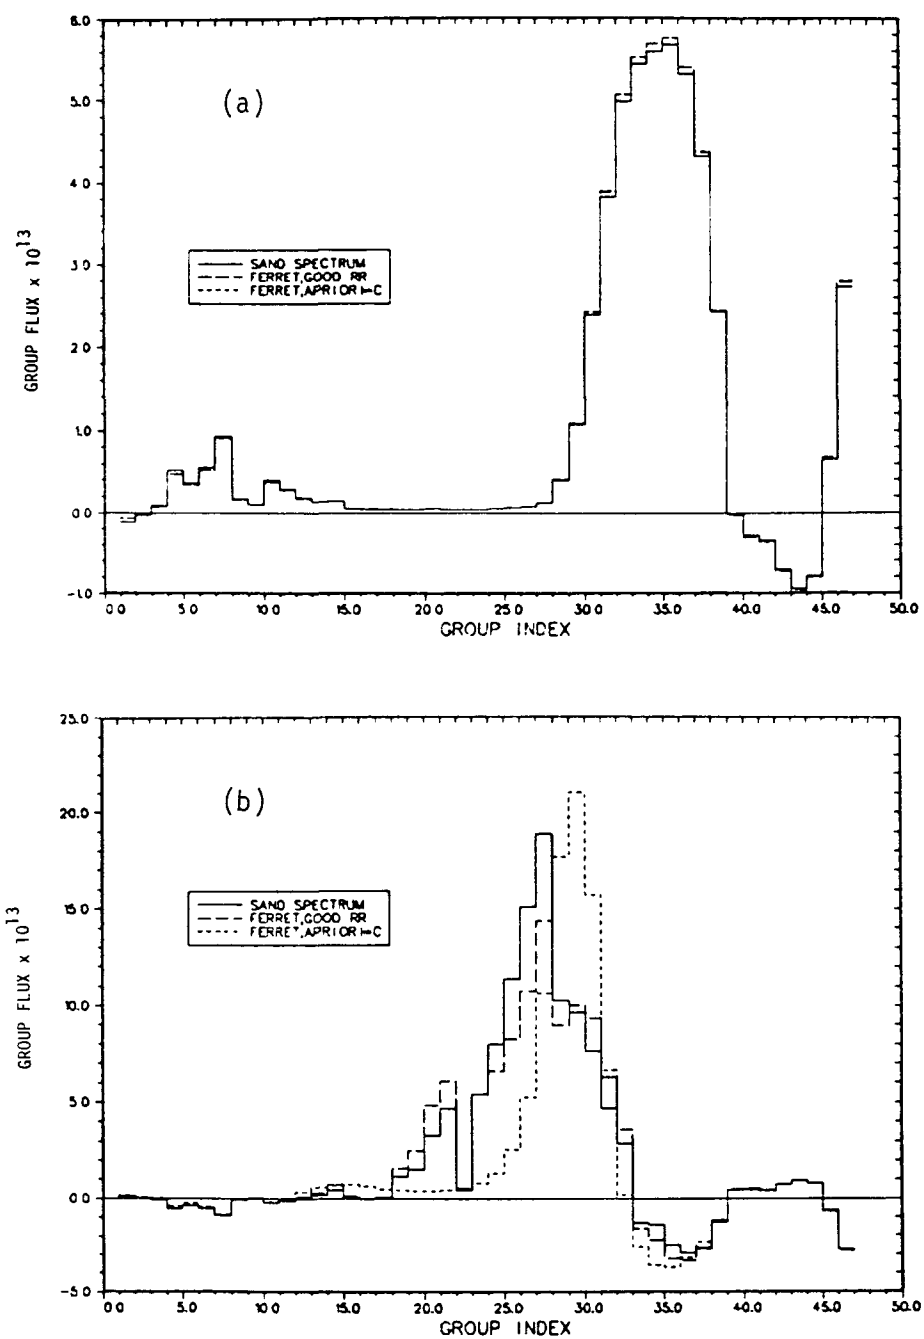 6.0
(a)
5.0
4.0
SAND SPECTRUM
FERRET,GOOD RR
FERRET,APRIORI-C
3.0
GROUP FLUX x 10^13
2.0
1.0
0.0
-1.0
0.0 5.0 10.0 15.0 20.0 25.0 30.0 35.0 40.0 45.0 50.0
GROUP INDEX
25.0
(b)
20.0
SAND SPECTRUM
FERRET,GOOD RR
FERRET,APRIORI-C
15.0
GROUP FLUX x 10^13
10.0
5.0
0.0
-5.0
0.0 5.0 10.0 15.0 20.0 25.0 30.0 35.0 40.0 45.0 50.0
GROUP INDEX